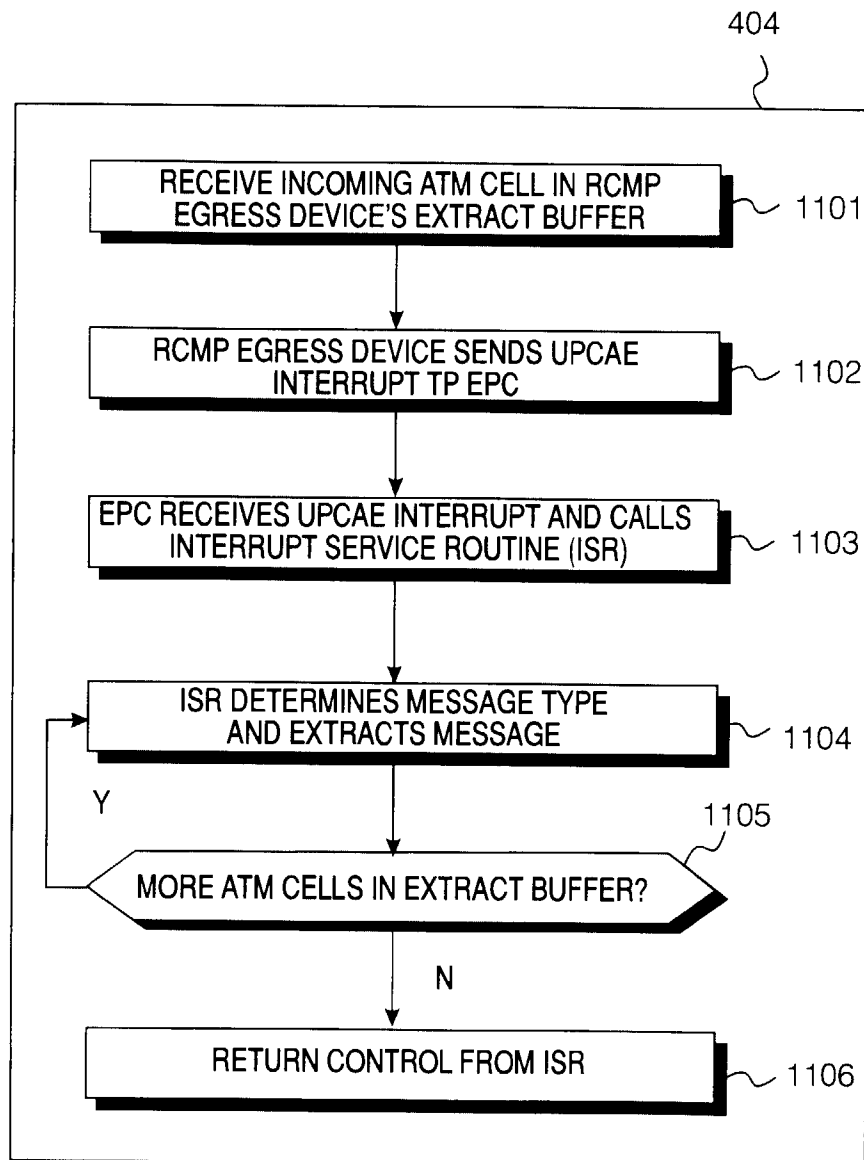 404
RECEIVE INCOMING ATM CELL IN RCMP
EGRESS DEVICE'S EXTRACT BUFFER
1101
RCMP EGRESS DEVICE SENDS UPCAE
INTERRUPT TP EPC
1102
EPC RECEIVES UPCAE INTERRUPT AND CALLS
INTERRUPT SERVICE ROUTINE (ISR)
1103
ISR DETERMINES MESSAGE TYPE
AND EXTRACTS MESSAGE
1104
Y
1105
MORE ATM CELLS IN EXTRACT BUFFER?
N
RETURN CONTROL FROM ISR
1106